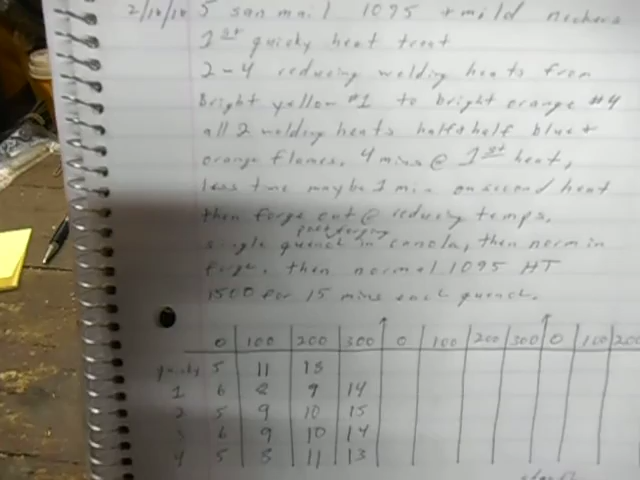 2/18/18 5 san mai 1095 + mild
1st quicky heat treat
2-4 reducing welding heats from
Bright yellow #1 to bright orange #4
all 2 welding heats half+half blue+
orange flames. 4 mins @ 1st heat,
less time maybe 1 min on second heat
then forge out @ reducing temps.
post forging
single quench in canola, then norm in
forge. then normal 1095 HT
1500 for 15 mins each quench.
0 100 200 300 0 100 200 300 0 100 200
quicky 5 11 18
1 6 8 9 14
2 5 9 10 15
3 6 9 10 14
4 5 8 11 13